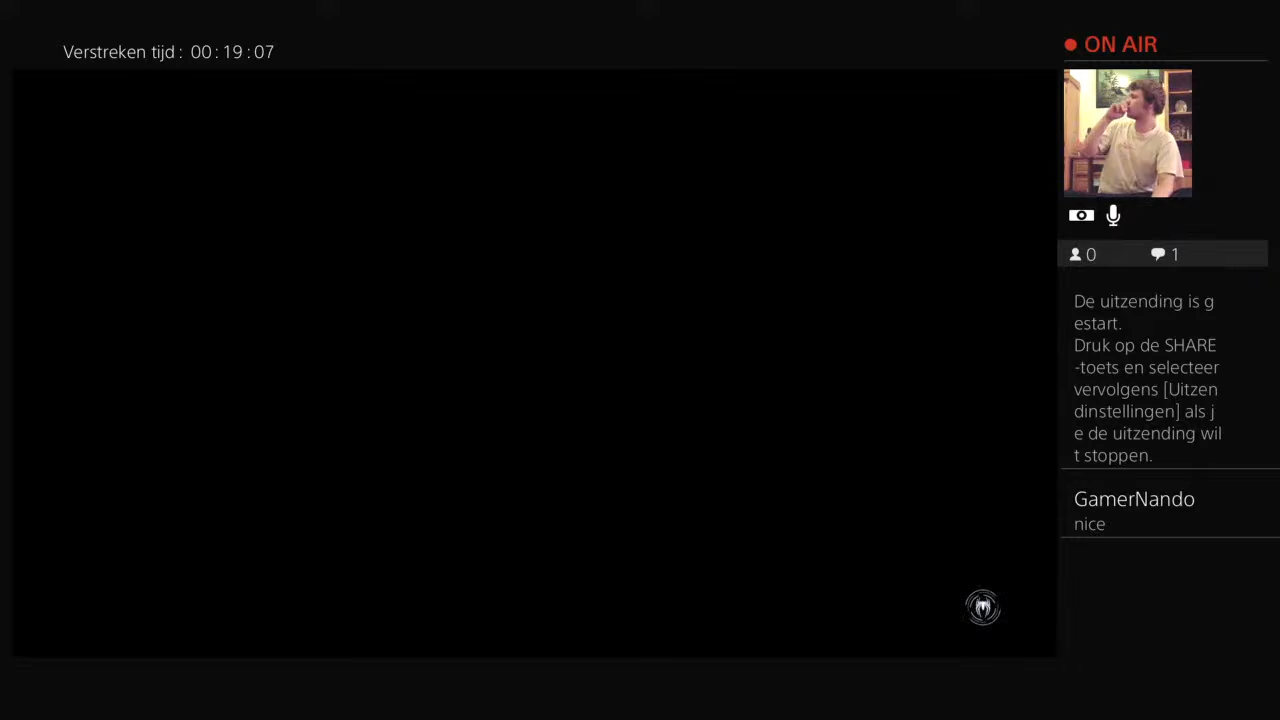 Verstreken tijd: 00:19:07
ON AIR
0
1
De uitzending is g
estart.
Druk op de SHARE
-toets en selecteer
vervolgens [Uitzen
dinstellingen] als j
e de uitzending wil
t stoppen.
GamerNando
nice